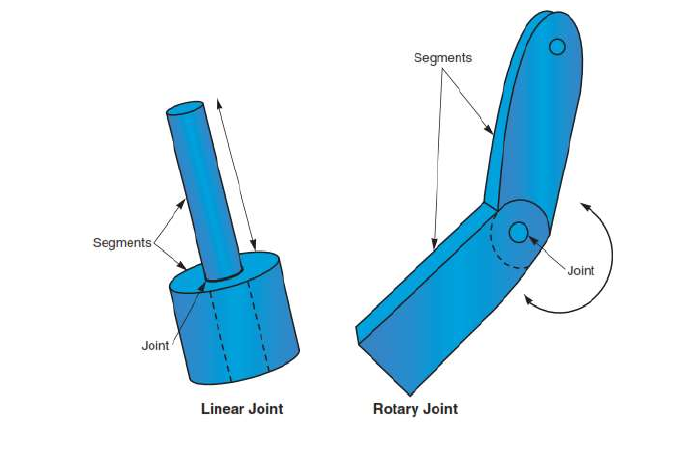 Segments
Segments
Joint
Joint
Linear Joint
Rotary Joint